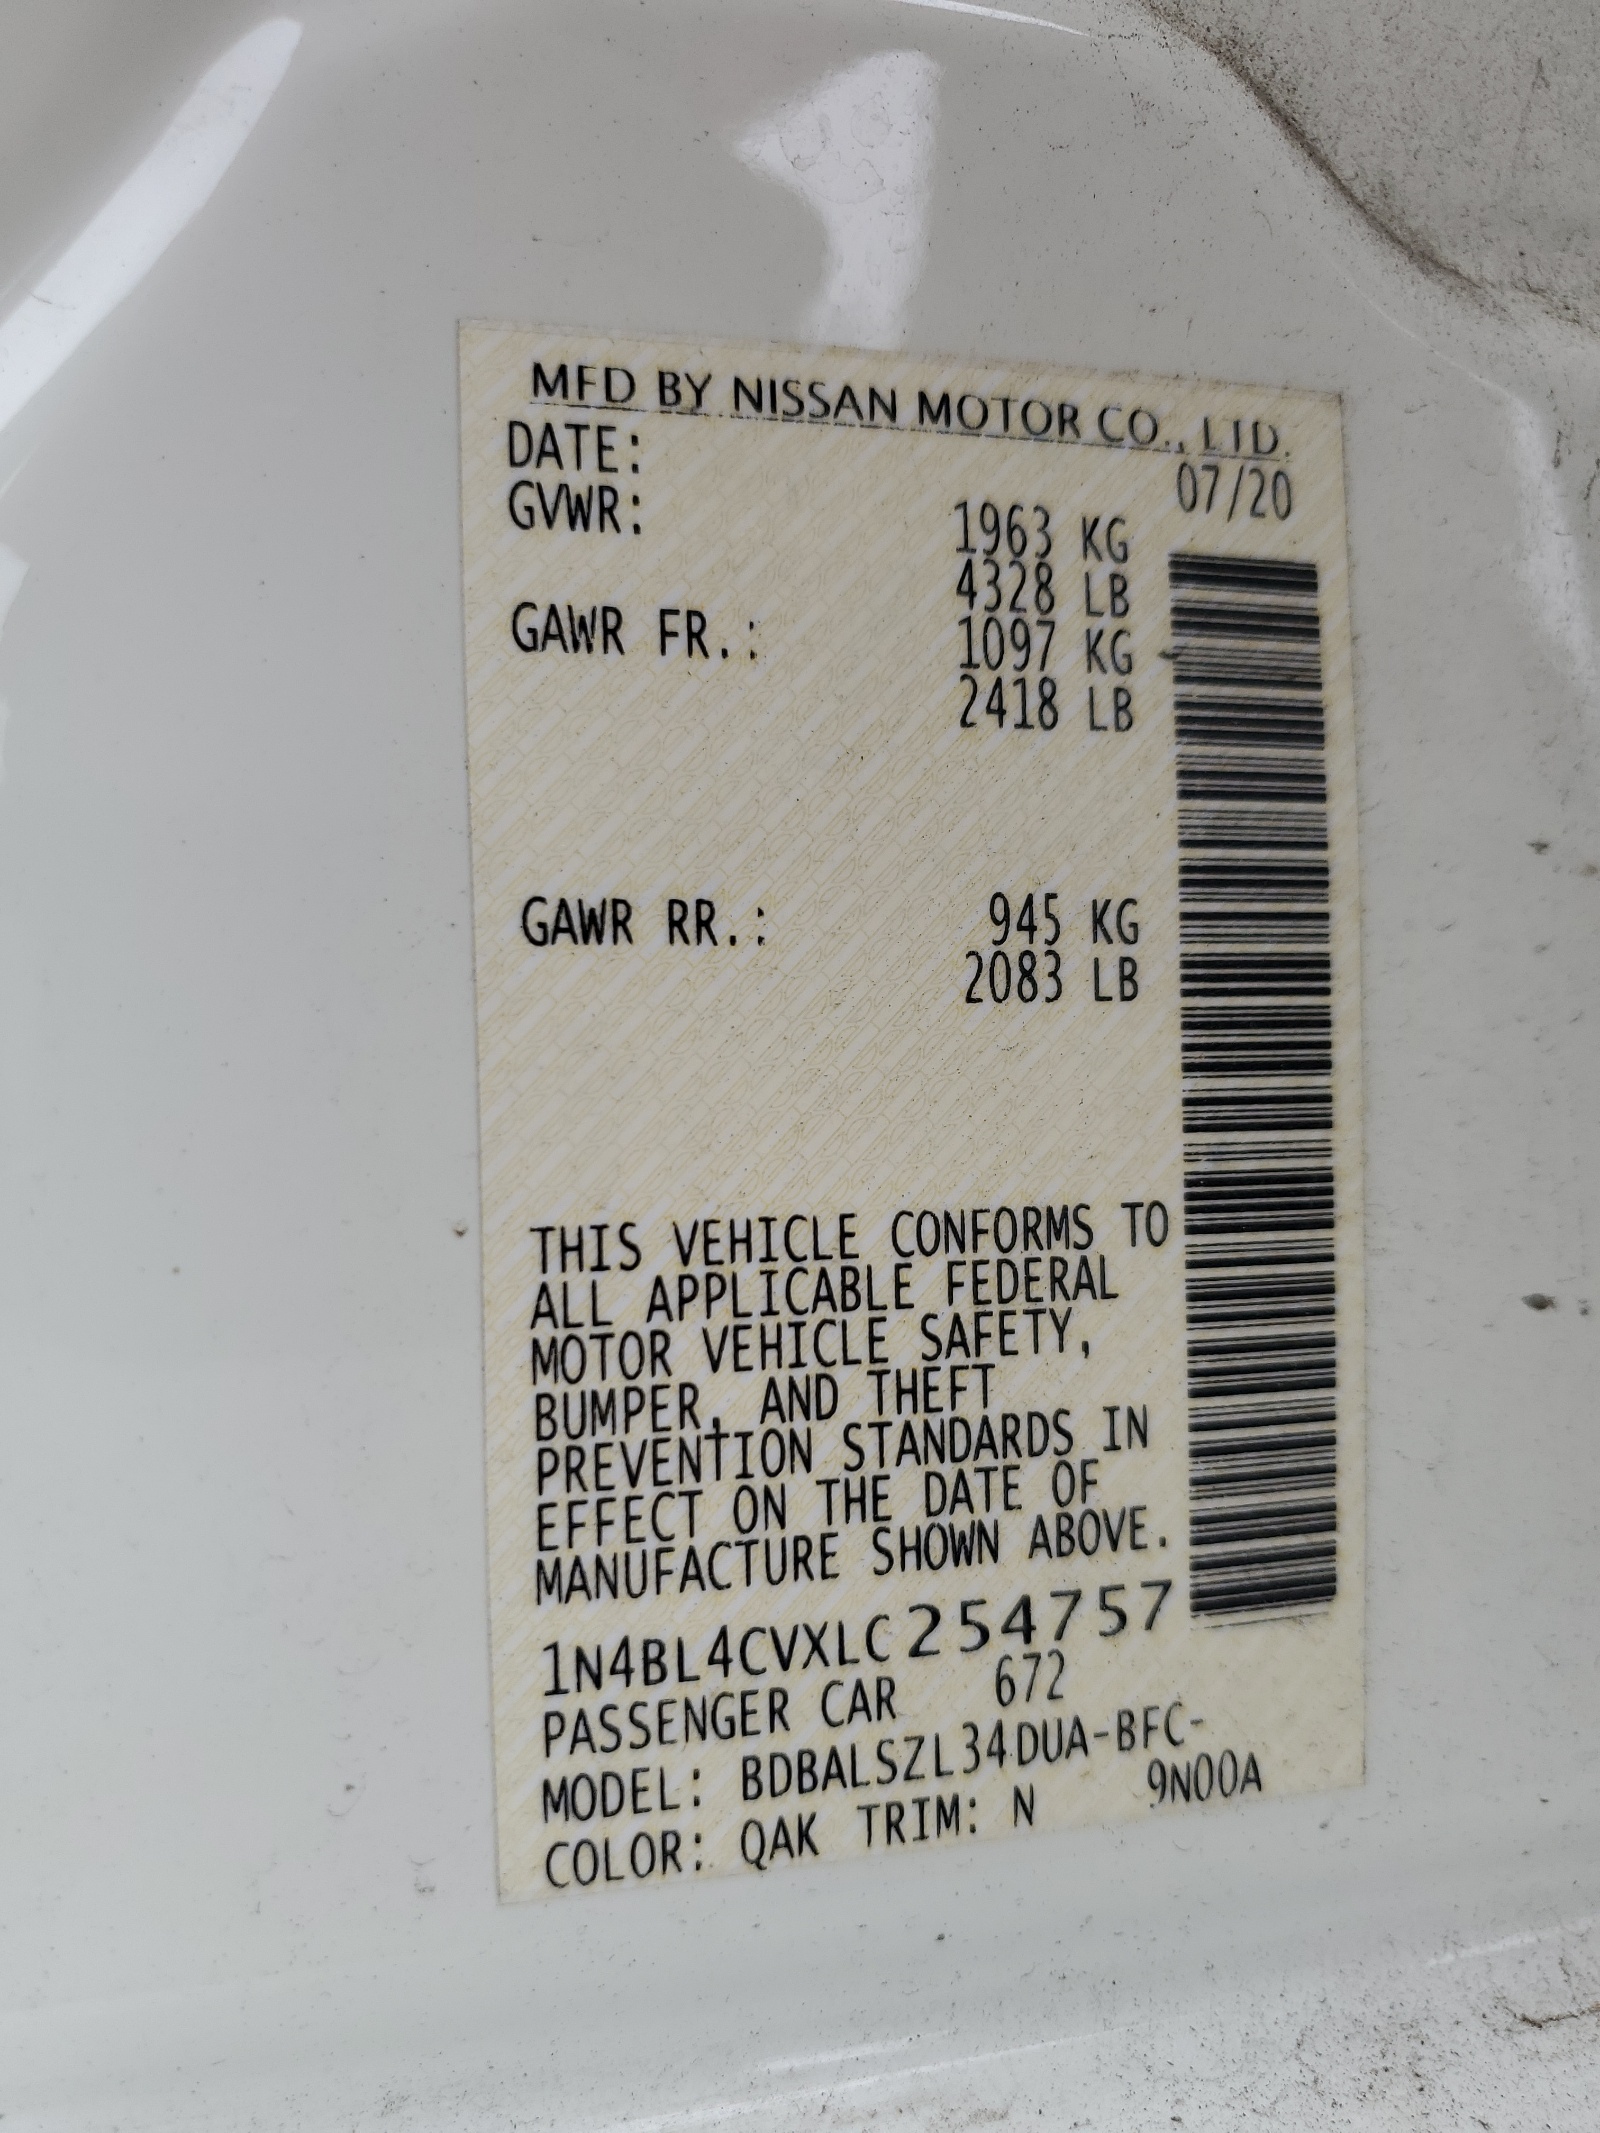 MFD BY NISSAN MOTOR CO., LTD.
DATE: 07/20
GVWR: 1963 KG
4328 LB
GAWR FR.: 1097 KG
2418 LB
GAWR RR.: 945 KG
2083 LB
THIS VEHICLE CONFORMS TO
ALL APPLICABLE FEDERAL
MOTOR VEHICLE SAFETY,
BUMPER, AND THEFT
PREVENTION STANDARDS IN
EFFECT ON THE DATE OF
MANUFACTURE SHOWN ABOVE.
1N4BL4CVXLC254757
PASSENGER CAR 672
MODEL: BDBALSZL34DUA-BFC-
COLOR: QAK TRIM: N 9N00A